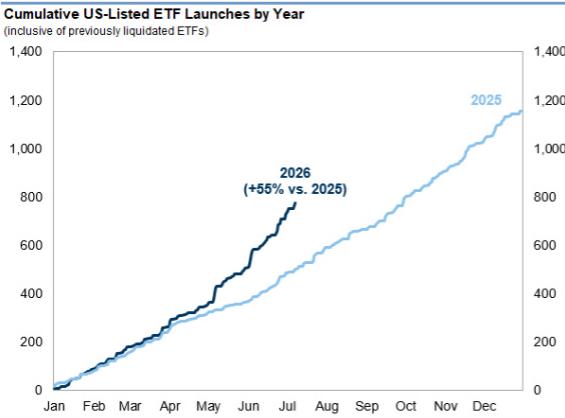 Cumulative US-Listed ETF Launches by Year
(inclusive of previously liquidated ETFs)
1,400 1,400
1,200 2025 1,200
1,000 1,000
2026
(+55% vs. 2025)
800 800
600 600
400 400
200 200
0 0
Jan Feb Mar Apr May Jun Jul Aug Sep Oct Nov Dec